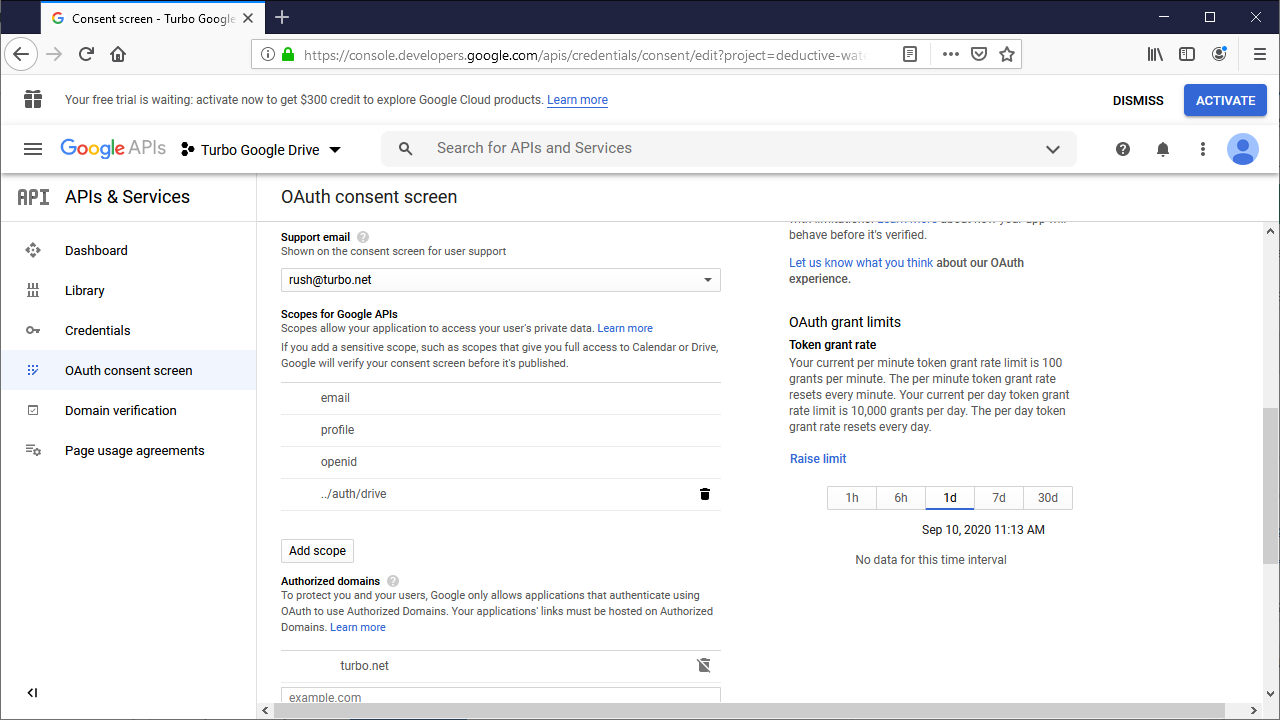 Consent screen - Turbo Google
https://console.developers.google.com/apis/credentials/consent/edit?project=deductive-wat
Your free trial is waiting: activate now to get $300 credit to explore Google Cloud products. Learn more
DISMISS
ACTIVATE
Google APIs
Turbo Google Drive
Search for APIs and Services
API APIs & Services
OAuth consent screen
Dashboard
Library
Credentials
OAuth consent screen
Domain verification
Page usage agreements
Support email
Shown on the consent screen for user support
rush@turbo.net
Scopes for Google APIs
Scopes allow your application to access your user's private data. Learn more
If you add a sensitive scope, such as scopes that give you full access to Calendar or Drive,
Google will verify your consent screen before it's published.
email
profile
openid
../auth/drive
Add scope
Authorized domains
To protect you and your users, Google only allows applications that authenticate using
OAuth to use Authorized Domains. Your applications' links must be hosted on Authorized
Domains. Learn more
turbo.net
example.com
with limitations. Learn more about how your app will
behave before it's verified.
Let us know what you think about our OAuth
experience.
OAuth grant limits
Token grant rate
Your current per minute token grant rate limit is 100
grants per minute. The per minute token grant rate
resets every minute. Your current per day token grant
rate limit is 10,000 grants per day. The per day token
grant rate resets every day.
Raise limit
1h 6h 1d 7d 30d
Sep 10, 2020 11:13 AM
No data for this time interval